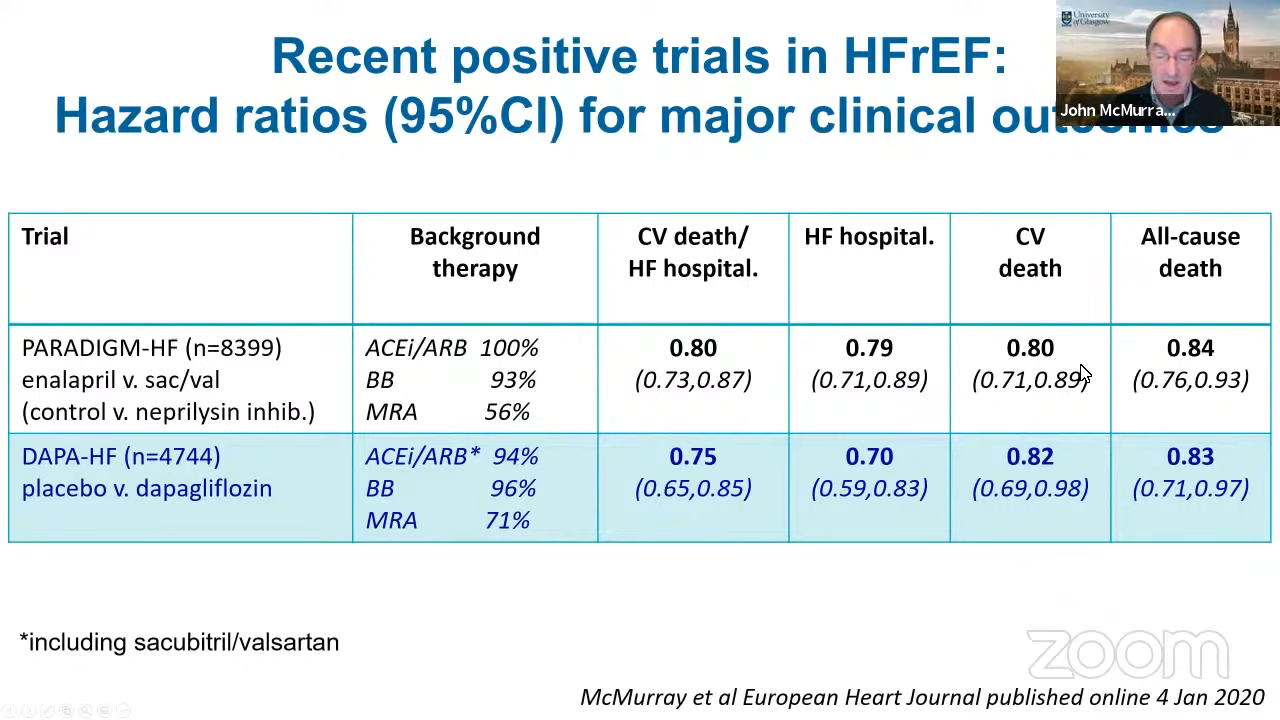 Recent positive trials in HFrEF:
Hazard ratios (95%CI) for major clinical outcomes
University
of Glasgow
John McMurra...
Trial
Background
therapy
CV death/
HF hospital.
HF hospital.
CV
death
All-cause
death
PARADIGM-HF (n=8399)
enalapril v. sac/val
(control v. neprilysin inhib.)
ACEi/ARB 100%
BB 93%
MRA 56%
0.80
(0.73,0.87)
0.79
(0.71,0.89)
0.80
(0.71,0.89)
0.84
(0.76,0.93)
DAPA-HF (n=4744)
placebo v. dapagliflozin
ACEi/ARB* 94%
BB 96%
MRA 71%
0.75
(0.65,0.85)
0.70
(0.59,0.83)
0.82
(0.69,0.98)
0.83
(0.71,0.97)
*including sacubitril/valsartan
zoom
McMurray et al European Heart Journal published online 4 Jan 2020